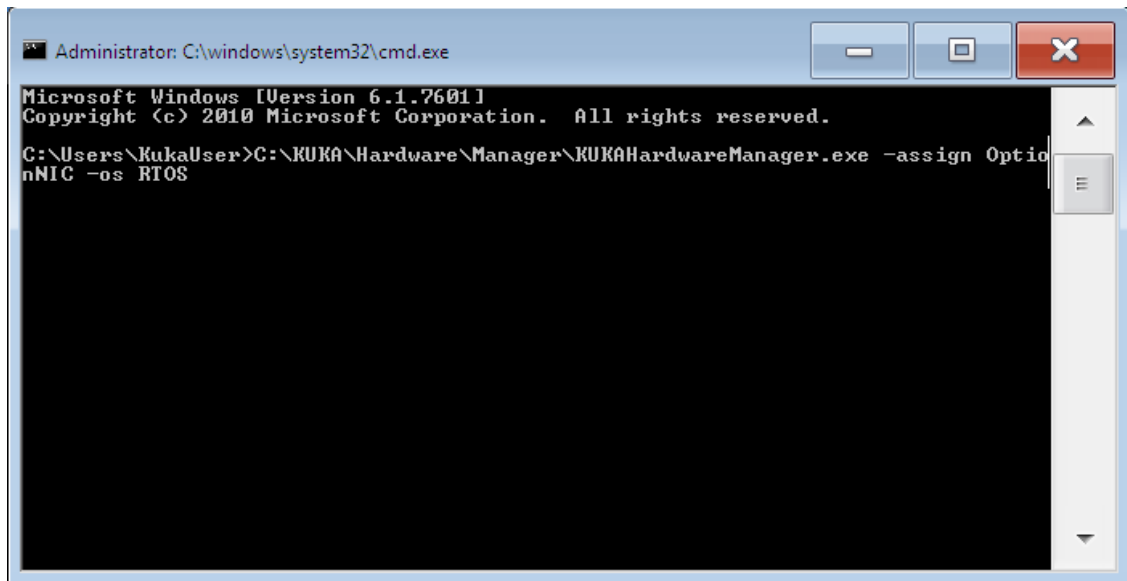 Administrator: C:\windows\system32\cmd.exe
Microsoft Windows [Version 6.1.7601]
Copyright (c) 2010 Microsoft Corporation.  All rights reserved.
C:\Users\KukaUser>C:\KUKA\Hardware\Manager\KUKAHardwareManager.exe -assign Optio
nNIC -os RTOS